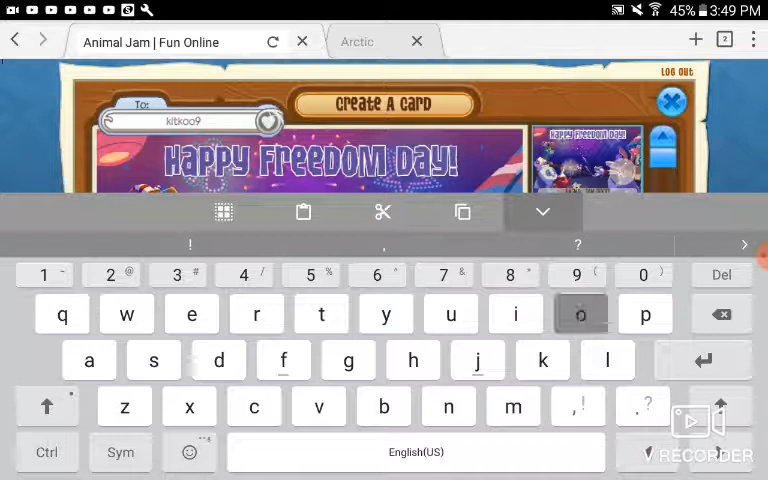 45% 3:49 PM
Animal Jam | Fun Online
Arctic
2
LOG OUT
To:
CREATE A CARD
kitkoo9
HAPPY FREEDOM DAY!
HAPPY FREEDOM DAY!
! , ?
1 - 2 @ 3 # 4 / 5 % 6 ^ 7 & 8 * 9 ( 0 ) Del
q w e r t y u i o p
a s d f g h j k l
z x c v b n m , ! . ?
Ctrl Sym English(US)
V RECORDER